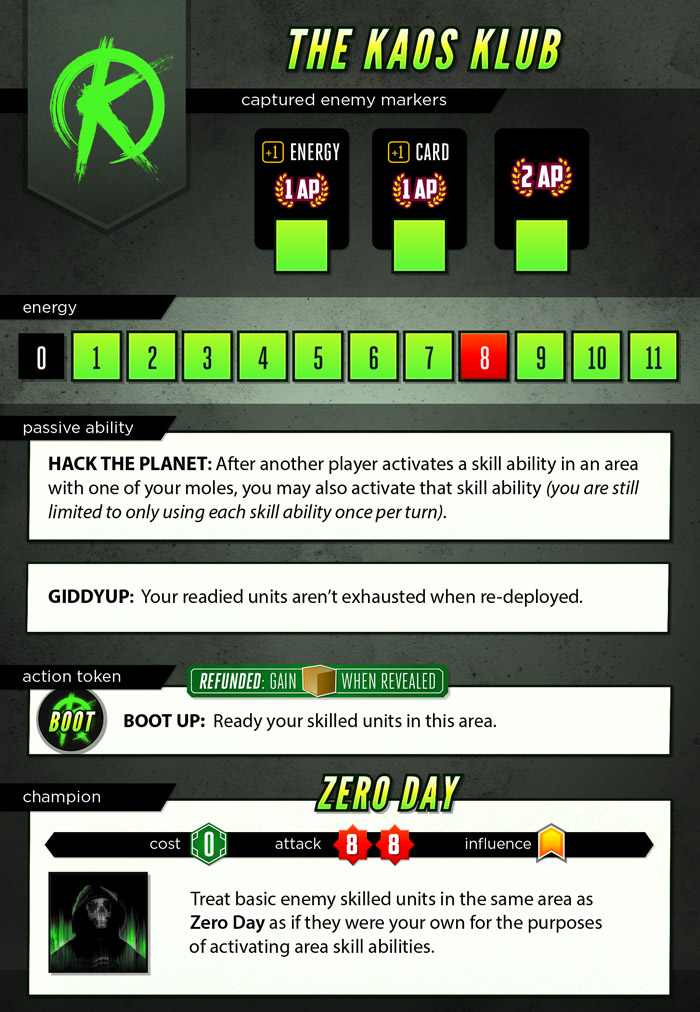 THE KAOS KLUB
captured enemy markers
+1 ENERGY
1 AP
+1 CARD
1 AP
2 AP
energy
0 1 2 3 4 5 6 7 8 9 10 11
passive ability
HACK THE PLANET: After another player activates a skill ability in an area
with one of your moles, you may also activate that skill ability (you are still
limited to only using each skill ability once per turn).
GIDDYUP: Your readied units aren't exhausted when re-deployed.
action token
REFUNDED: GAIN WHEN REVEALED
BOOT
BOOT UP: Ready your skilled units in this area.
champion
ZERO DAY
cost 0 attack 8 8 influence
Treat basic enemy skilled units in the same area as
Zero Day as if they were your own for the purposes
of activating area skill abilities.